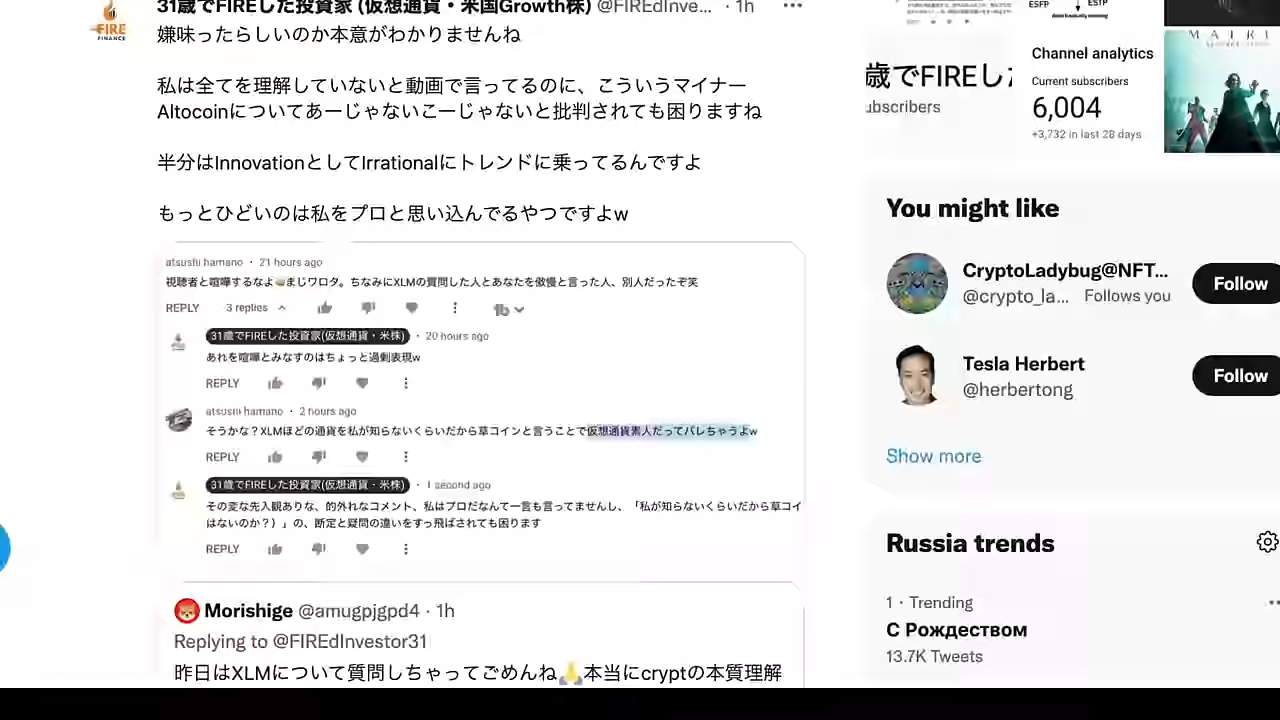 31歳でFIREした投資家 (仮想通貨・米国Growth株) @FIREdInve... · 1h
FIRE
FINANCE
嫌味ったらしいのか本意がわかりませんね
私は全てを理解していないと動画で言ってるのに、こういうマイナー
Altocoinについてあーじゃないこーじゃないと批判されても困りますね
半分はInnovationとしてIrrationalにトレンドに乗ってるんですよ
もっとひどいのは私をプロと思い込んでるやつですよw
atsushi hamano · 21 hours ago
視聴者と喧嘩するなよ🍻まじワロタ。ちなみにXLMの質問した人とあなたを傲慢と言った人、別人だったぞ笑
REPLY 3 replies
31歳でFIREした投資家(仮想通貨・米株) · 20 hours ago
あれを喧嘩とみなすのはちょっと過剰表現w
REPLY
atsushi hamano · 2 hours ago
そうかな？XLMほどの通貨を私が知らないくらいだから草コインと言うことで仮想通貨素人だってバレちゃうよw
REPLY
31歳でFIREした投資家(仮想通貨・米株) · 1 second ago
その変な先入観ありな、的外れなコメント、私はプロだなんて一言も言ってませんし、「私が知らないくらいだから草コイ
はないのか？）」の、断定と疑問の違いをすっ飛ばされても困ります
REPLY
Morishige @amugpjgpd4 · 1h
Replying to @FIREdInvestor31
昨日はXLMについて質問しちゃってごめんね🙏本当にcryptの本質理解
ESFP
ESTP
歳でFIREした
ubscribers
Channel analytics
Current subscribers
6,004
+3,732 in last 28 days
MATRI
You might like
CryptoLadybug@NFT...
@crypto_la... Follows you
Follow
Tesla Herbert
@herbertong
Follow
Show more
Russia trends
1 · Trending
С Рождеством
13.7K Tweets